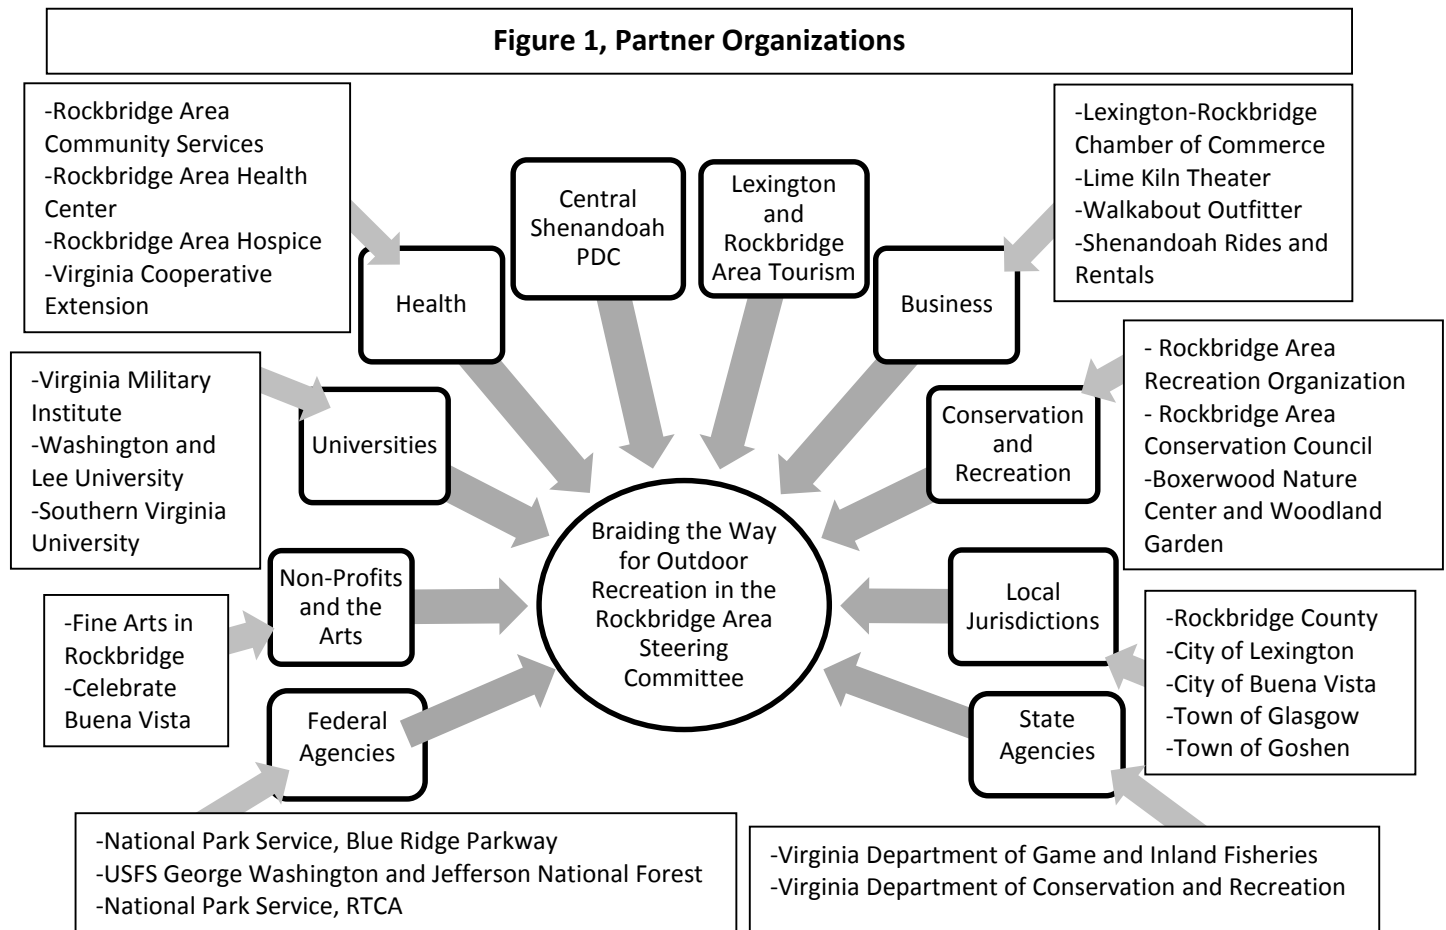 Figure 1, Partner Organizations
-Rockbridge Area
Community Services
-Rockbridge Area Health
Center
-Rockbridge Area Hospice
-Virginia Cooperative
Extension
Health
Central
Shenandoah
PDC
Lexington
and
Rockbridge
Area Tourism
Business
-Lexington-Rockbridge
Chamber of Commerce
-Lime Kiln Theater
-Walkabout Outfitter
-Shenandoah Rides and
Rentals
-Virginia Military
Institute
-Washington and
Lee University
-Southern Virginia
University
Universities
Conservation
and
Recreation
- Rockbridge Area
Recreation Organization
- Rockbridge Area
Conservation Council
-Boxerwood Nature
Center and Woodland
Garden
Braiding the Way
for Outdoor
Recreation in the
Rockbridge Area
Steering
Committee
-Fine Arts in
Rockbridge
-Celebrate
Buena Vista
Non-Profits
and the
Arts
Local
Jurisdictions
-Rockbridge County
-City of Lexington
-City of Buena Vista
-Town of Glasgow
-Town of Goshen
Federal
Agencies
State
Agencies
-National Park Service, Blue Ridge Parkway
-USFS George Washington and Jefferson National Forest
-National Park Service, RTCA
-Virginia Department of Game and Inland Fisheries
-Virginia Department of Conservation and Recreation